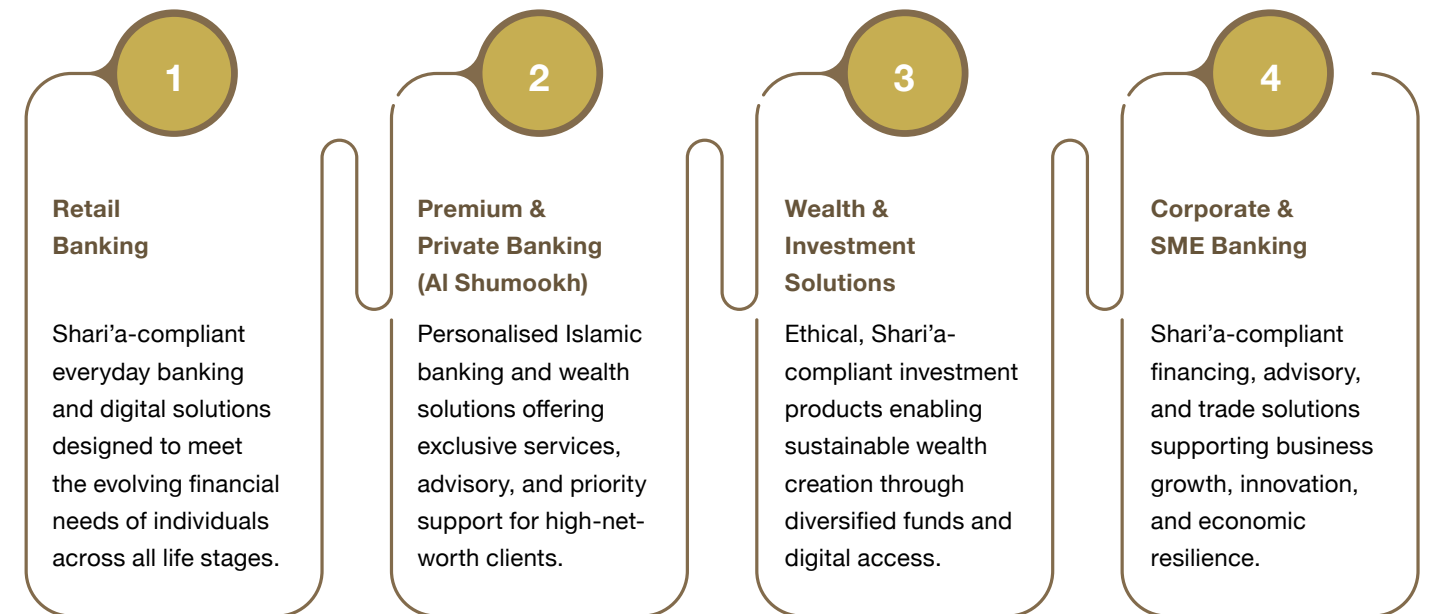 1
Retail
Banking
Shari’a-compliant
everyday banking
and digital solutions
designed to meet
the evolving financial
needs of individuals
across all life stages.
2
Premium &
Private Banking
(Al Shumookh)
Personalised Islamic
banking and wealth
solutions offering
exclusive services,
advisory, and priority
support for high-net-
worth clients.
3
Wealth &
Investment
Solutions
Ethical, Shari’a-
compliant investment
products enabling
sustainable wealth
creation through
diversified funds and
digital access.
4
Corporate &
SME Banking
Shari’a-compliant
financing, advisory,
and trade solutions
supporting business
growth, innovation,
and economic
resilience.